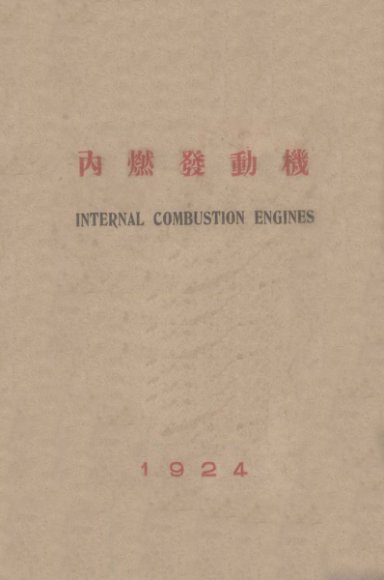 內燃發動機
INTERNAL COMBUSTION ENGINES
1924